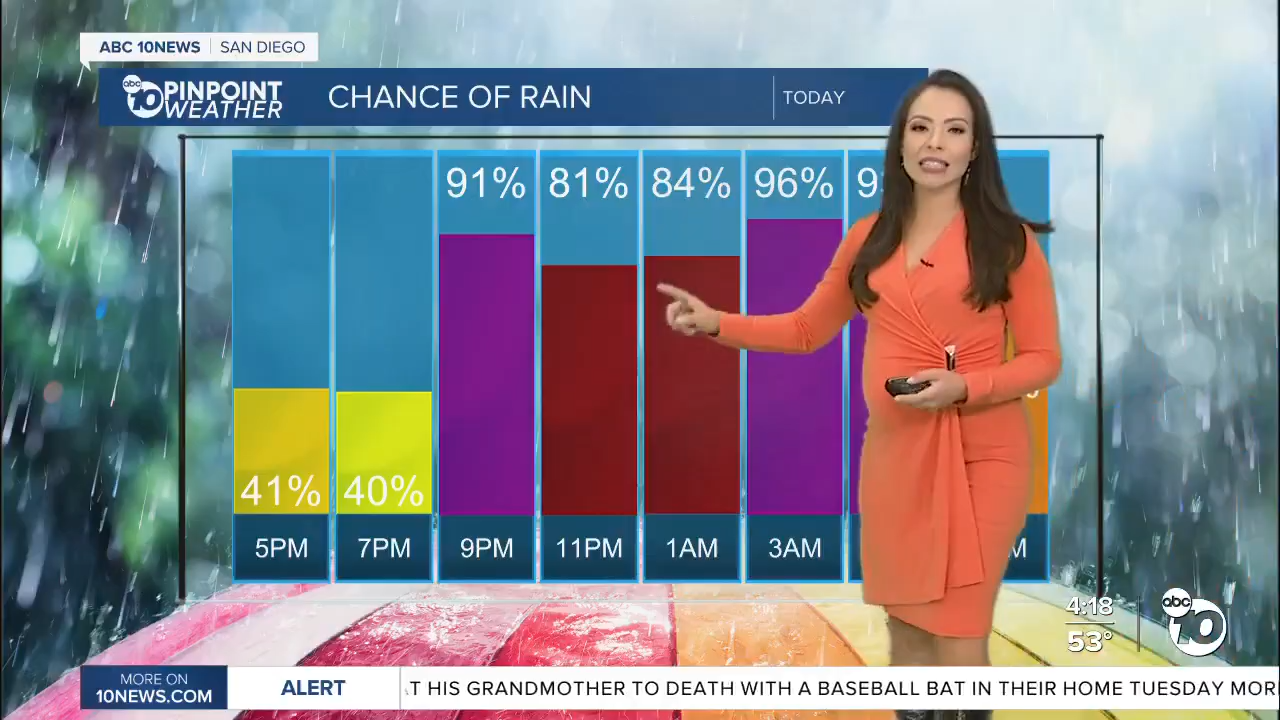 ABC 10NEWS SAN DIEGO
abc 10 PINPOINT WEATHER
CHANCE OF RAIN
TODAY
91% 81% 84% 96%
41% 40%
5PM 7PM 9PM 11PM 1AM 3AM
4:18
53°
abc 10
MORE ON
10NEWS.COM
ALERT
HIS GRANDMOTHER TO DEATH WITH A BASEBALL BAT IN THEIR HOME TUESDAY